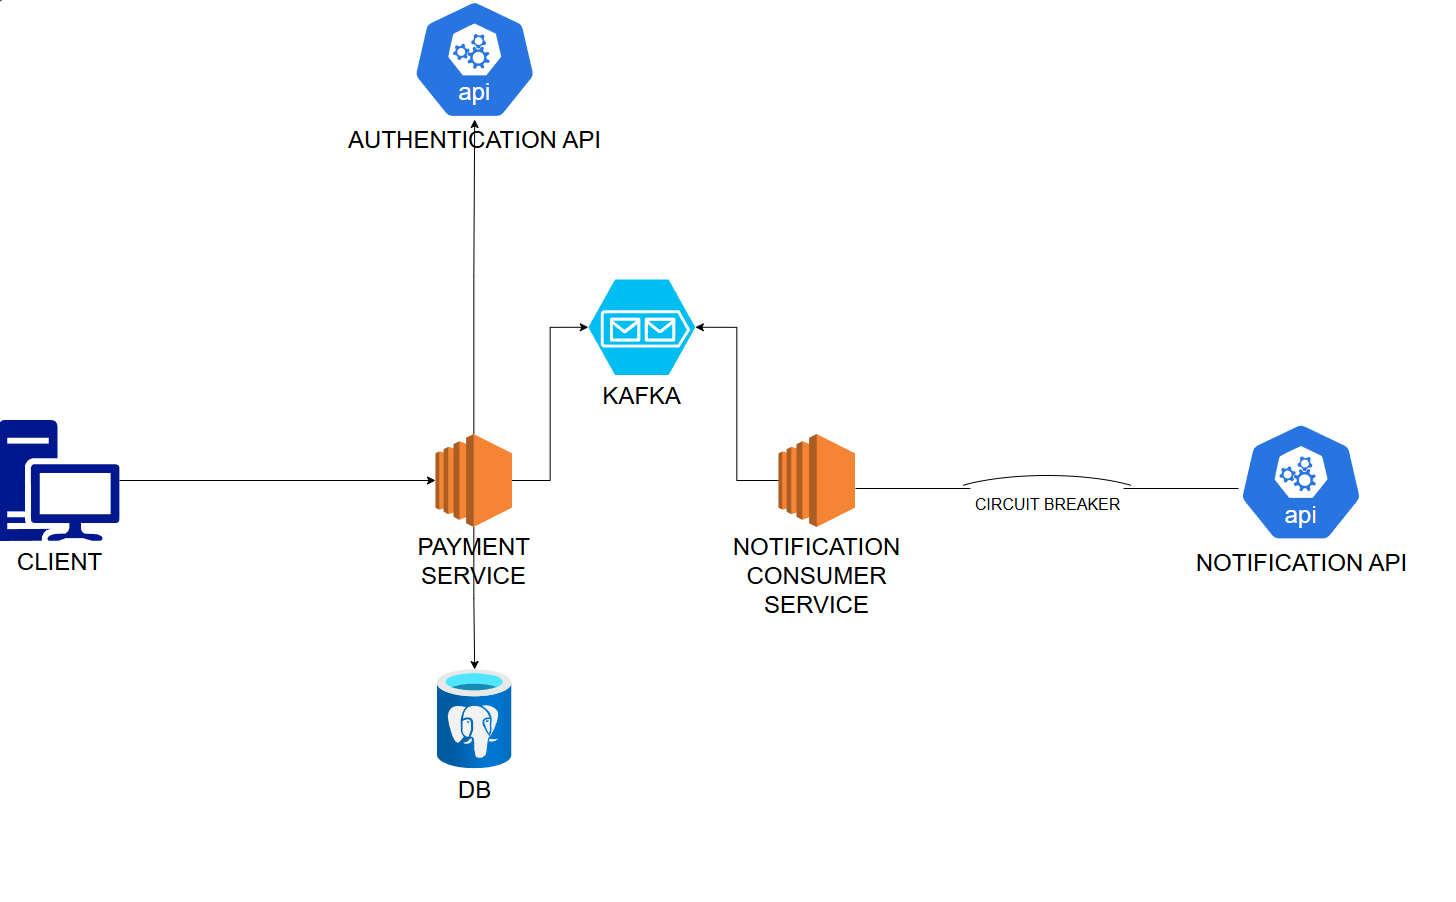 api
AUTHENTICATION API
KAFKA
CLIENT
PAYMENT
SERVICE
NOTIFICATION
CONSUMER
SERVICE
CIRCUIT BREAKER
api
NOTIFICATION API
DB